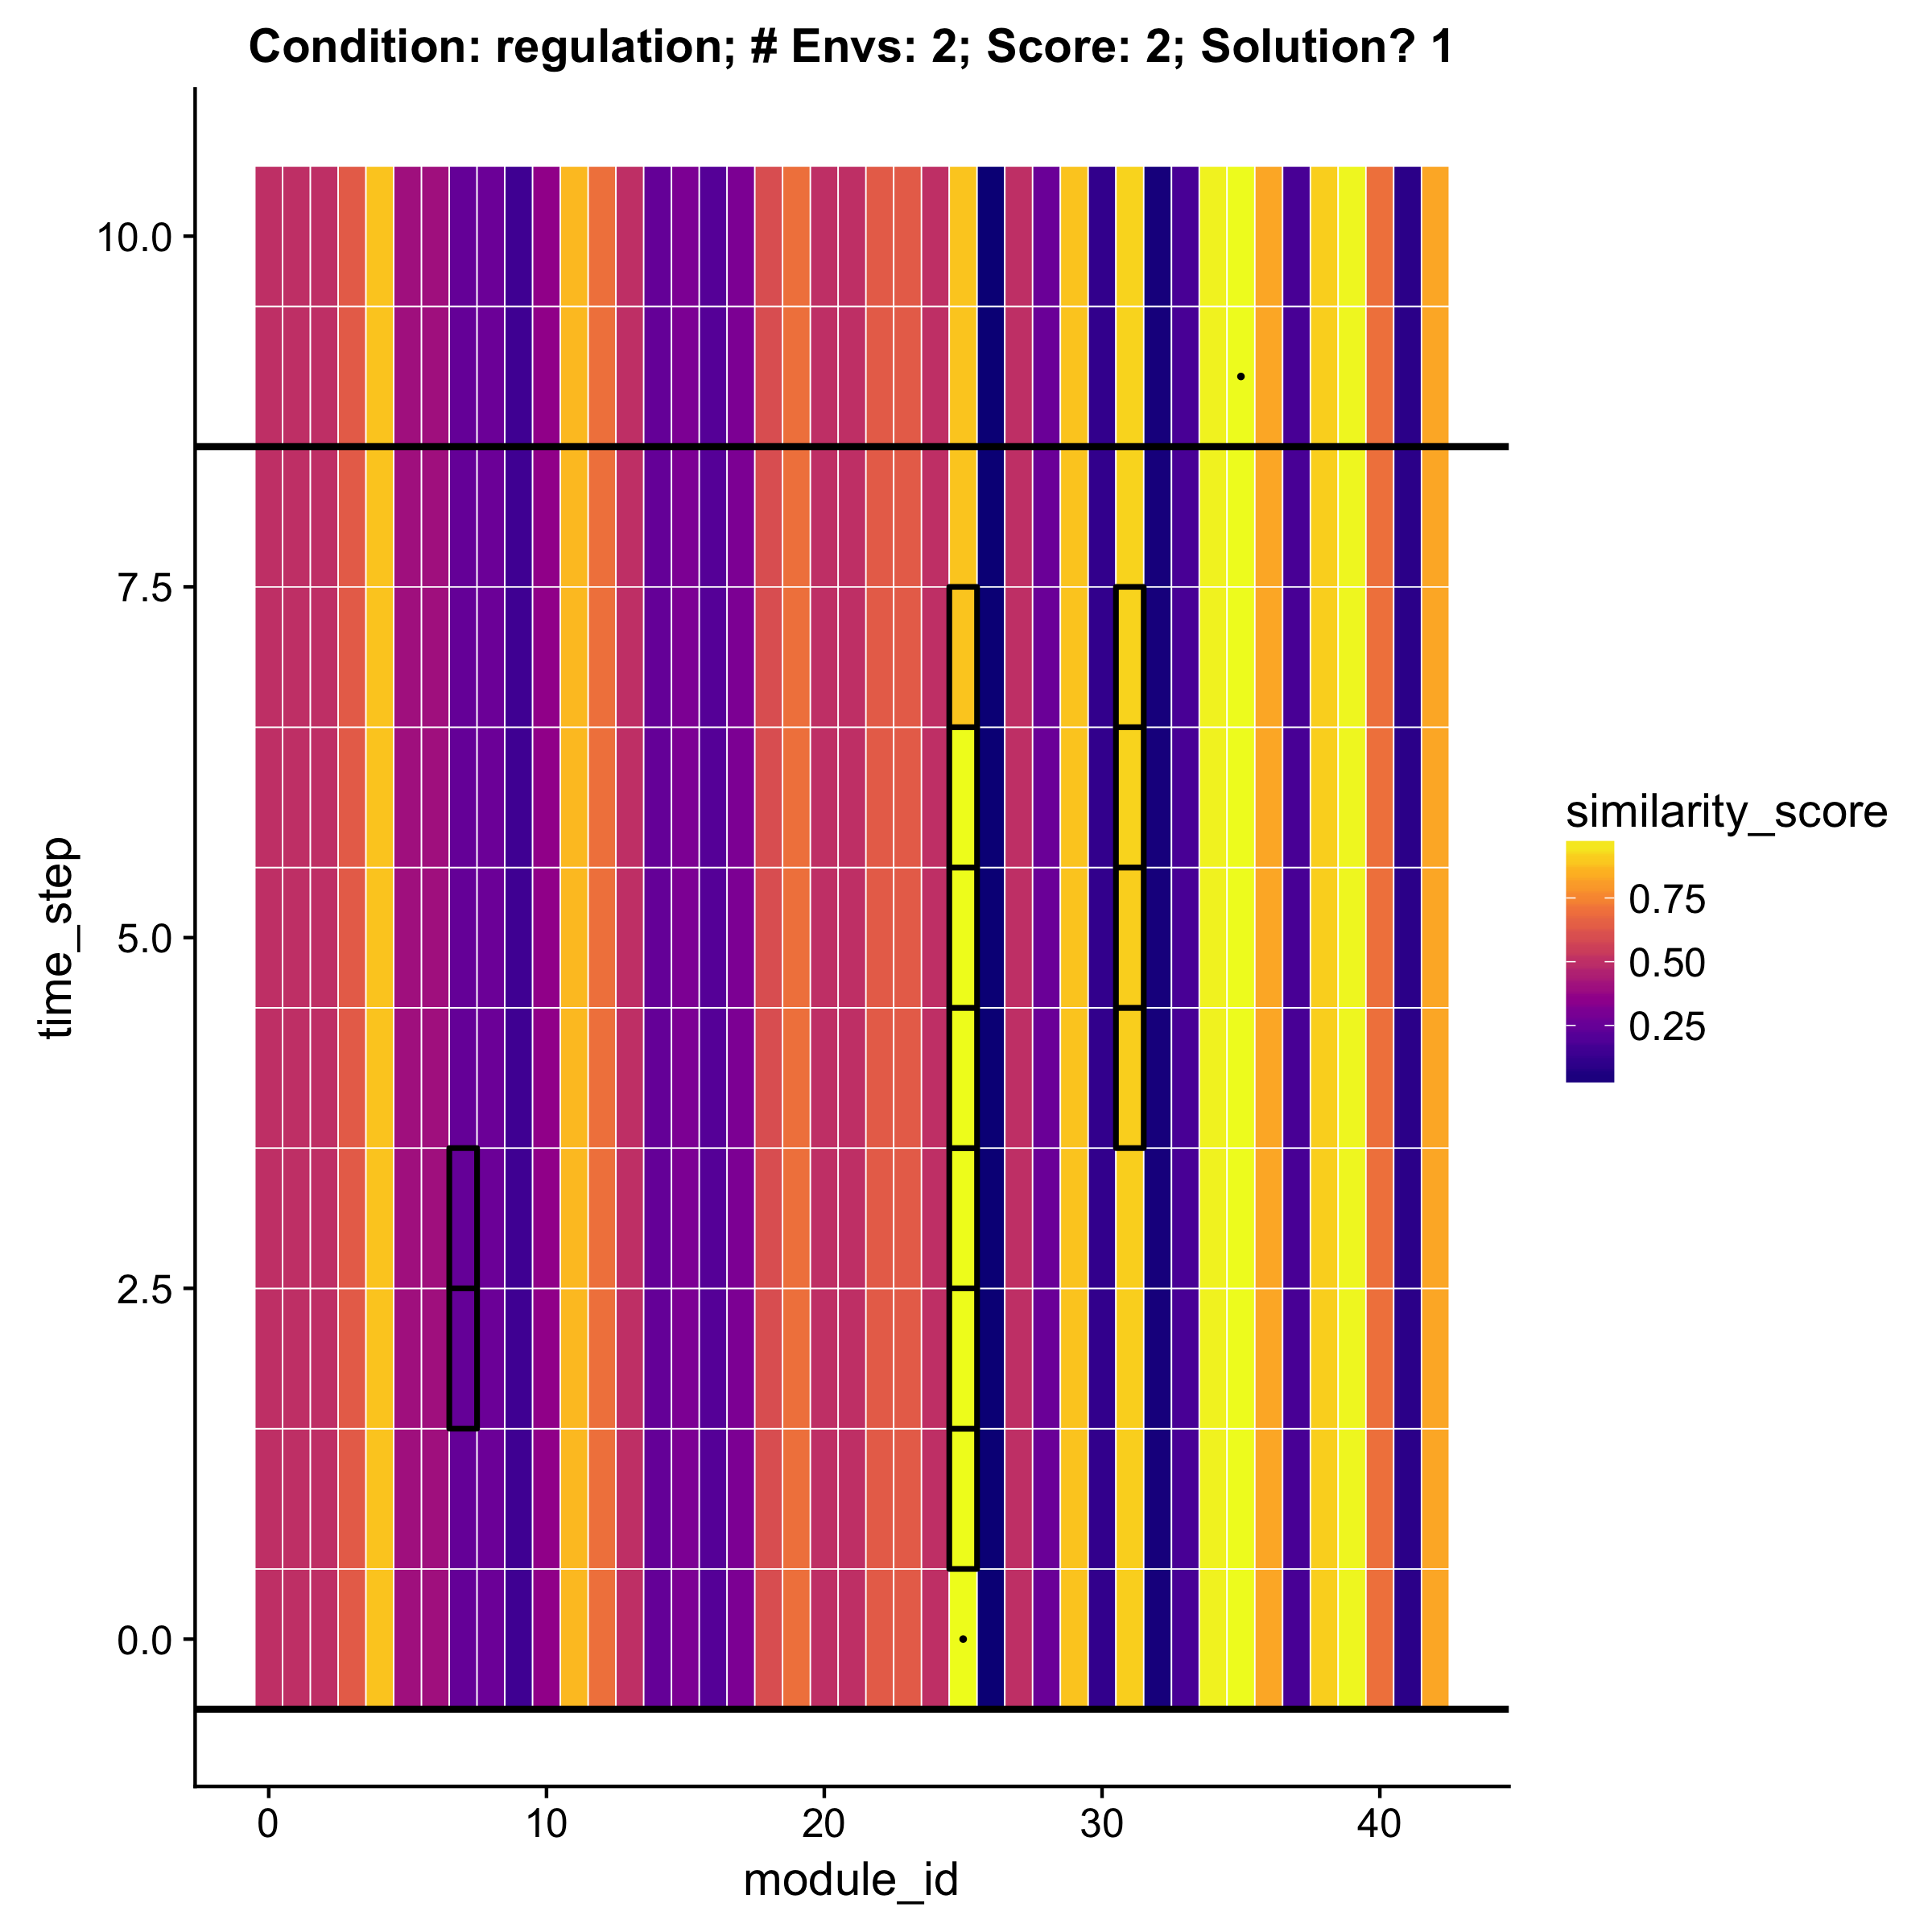 Condition: regulation; # Envs: 2; Score: 2; Solution? 1
10.0
7.5
5.0
2.5
0.0
time_step
0 10 20 30 40
module_id
similarity_score
0.75
0.50
0.25